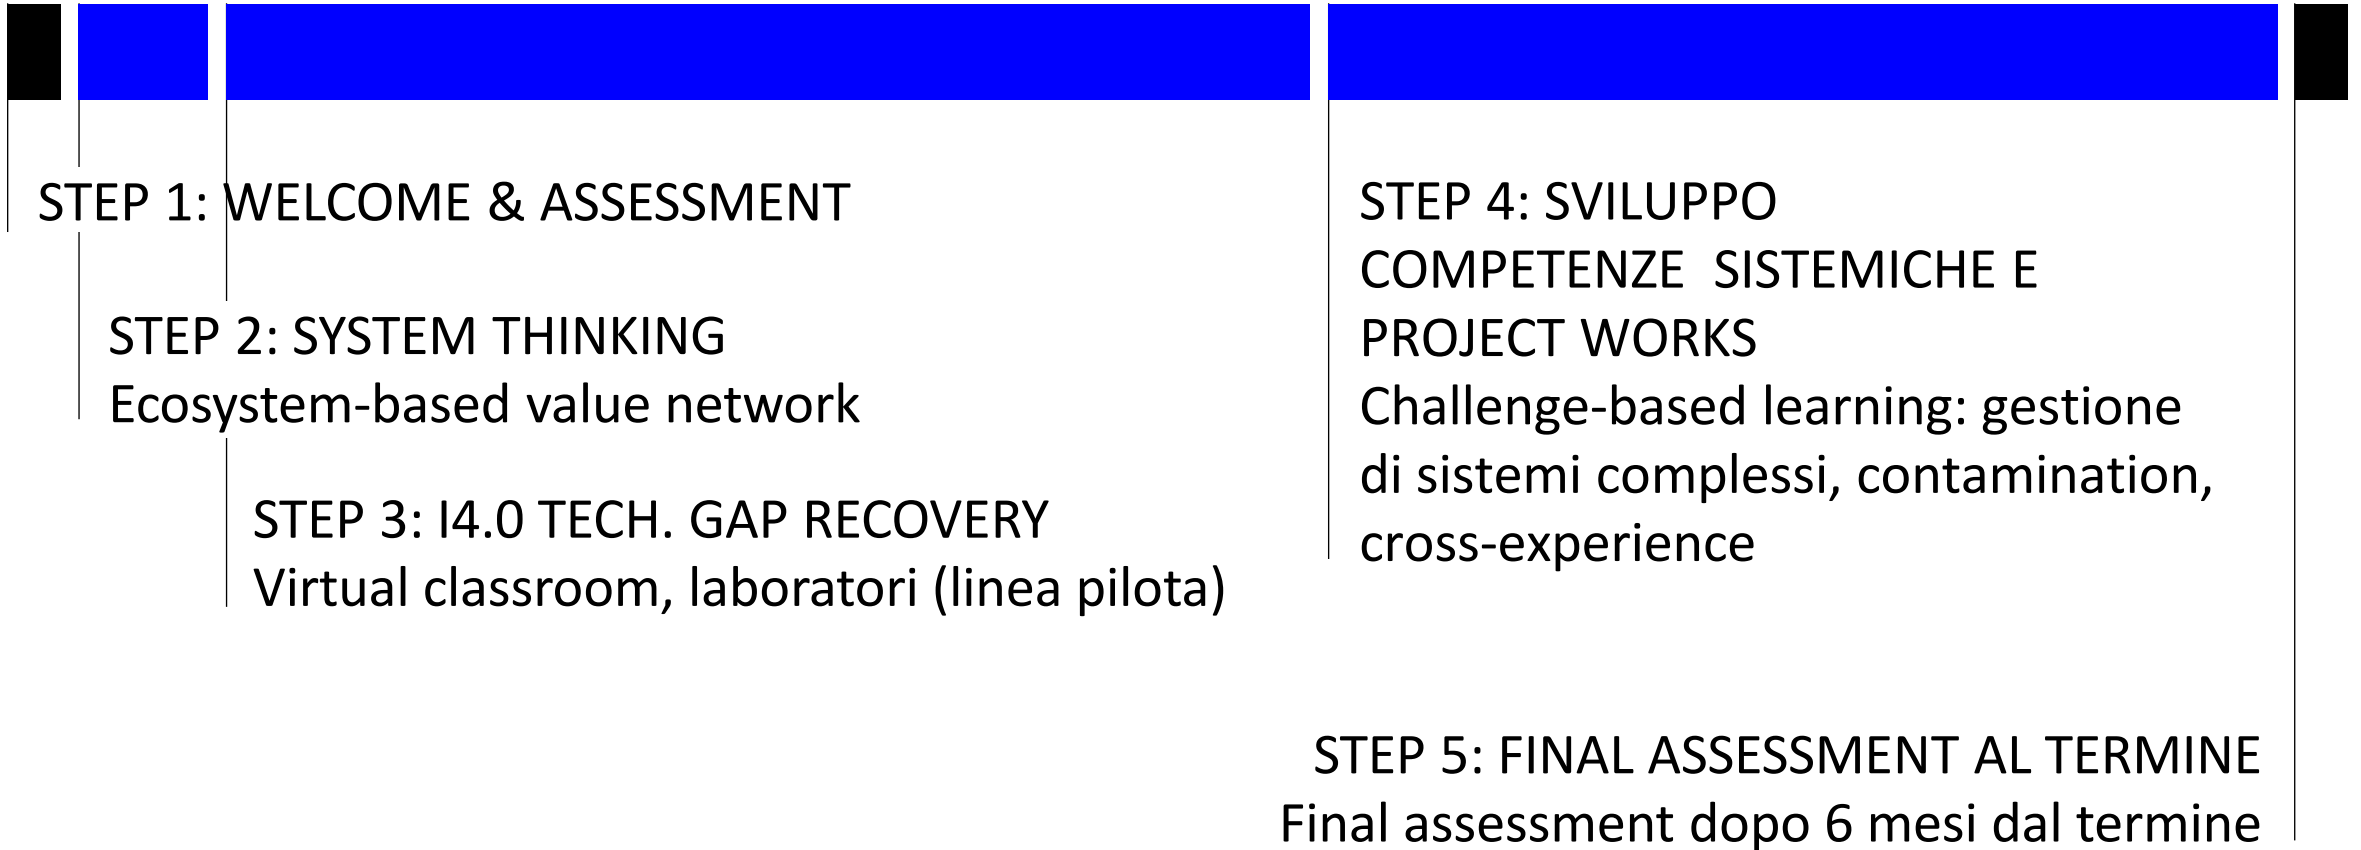 STEP 1: WELCOME & ASSESSMENT
STEP 2: SYSTEM THINKING
Ecosystem-based value network
STEP 3: I4.0 TECH. GAP RECOVERY
Virtual classroom, laboratori (linea pilota)
STEP 4: SVILUPPO
COMPETENZE  SISTEMICHE E
PROJECT WORKS
Challenge-based learning: gestione
di sistemi complessi, contamination,
cross-experience
STEP 5: FINAL ASSESSMENT AL TERMINE
Final assessment dopo 6 mesi dal termine